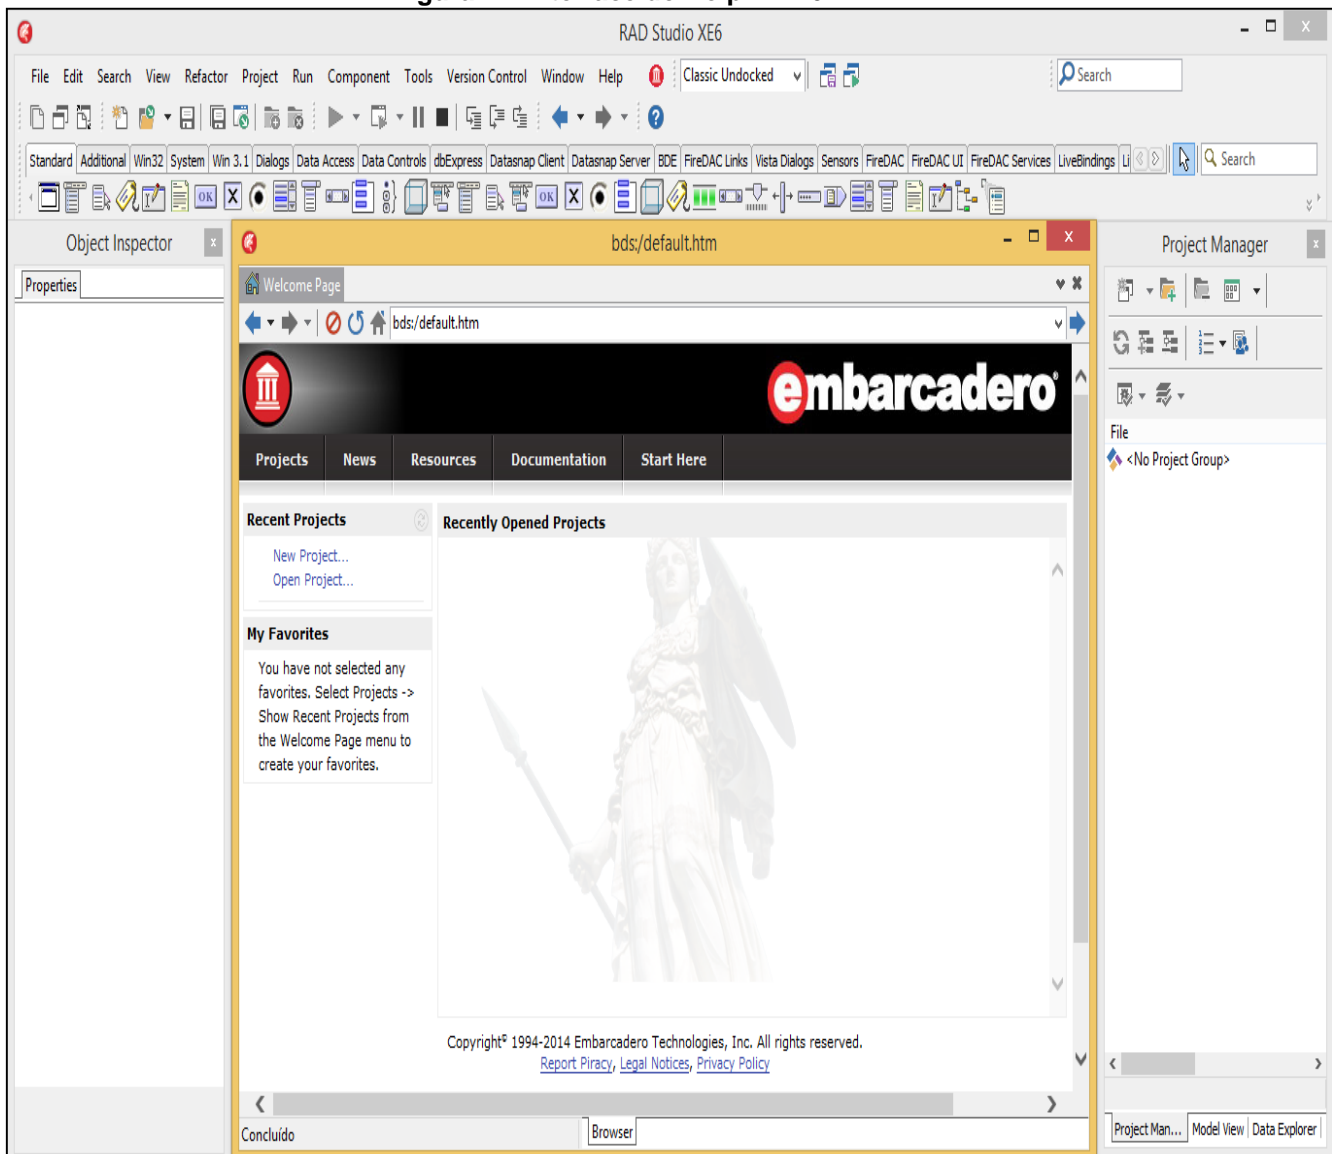 RAD Studio XE6
File Edit Search View Refactor Project Run Component Tools Version Control Window Help Classic Undocked Search
Standard Additional Win32 System Win 3.1 Dialogs Data Access Data Controls dbExpress Datasnap Client Datasnap Server BDE FireDAC Links Vista Dialogs Sensors FireDAC FireDAC UI FireDAC Services LiveBindings Li Search
OK OK
Object Inspector
bds:/default.htm
Project Manager
Properties
Welcome Page
bds:/default.htm
embarcadero
Projects News Resources Documentation Start Here
File
<No Project Group>
Recent Projects
New Project...
Open Project...
Recently Opened Projects
My Favorites
You have not selected any
favorites. Select Projects ->
Show Recent Projects from
the Welcome Page menu to
create your favorites.
Copyright© 1994-2014 Embarcadero Technologies, Inc. All rights reserved.
Report Piracy, Legal Notices, Privacy Policy
Concluído
Browser
Project Man... Model View Data Explorer